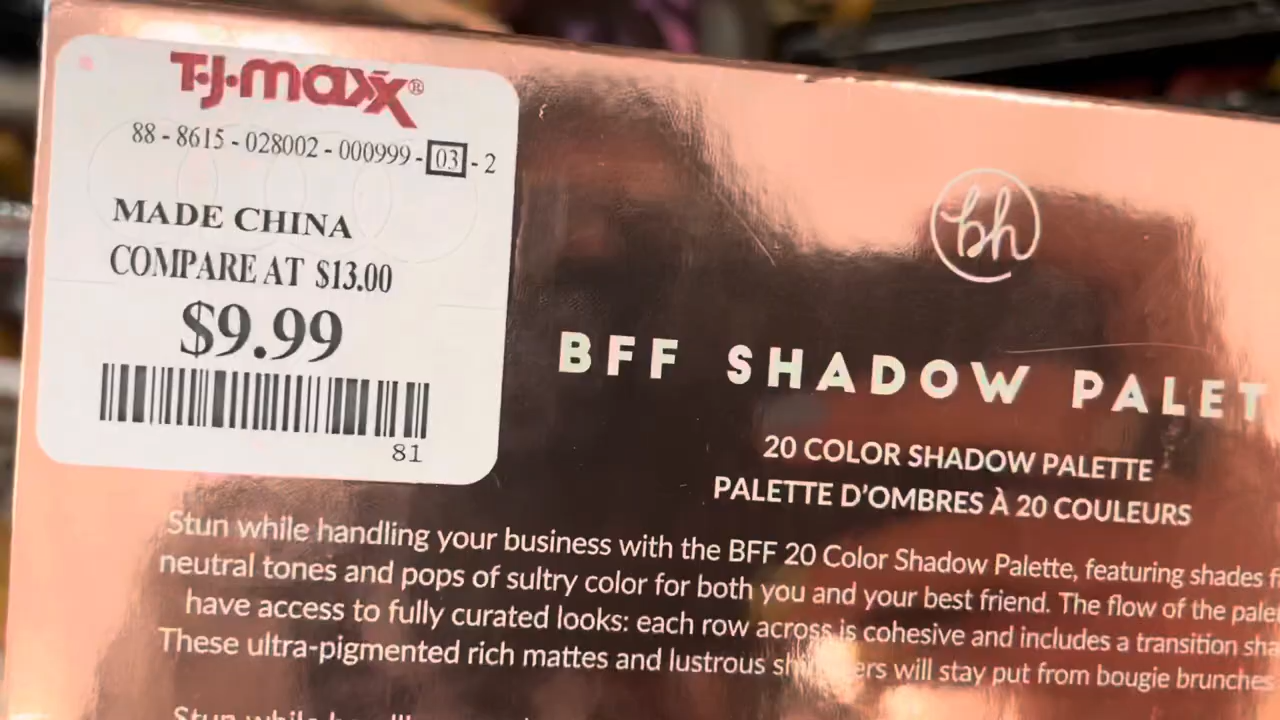 T•J•maxx®
88 - 8615 - 028002 - 000999 - 03 - 2
MADE CHINA
COMPARE AT $13.00
$9.99
81
bh
BFF SHADOW PALET
20 COLOR SHADOW PALETTE
PALETTE D'OMBRES À 20 COULEURS
Stun while handling your business with the BFF 20 Color Shadow Palette, featuring shades f
neutral tones and pops of sultry color for both you and your best friend. The flow of the palet
have access to fully curated looks: each row across is cohesive and includes a transition sha
These ultra-pigmented rich mattes and lustrous will stay put from bougie brunches
Stun while